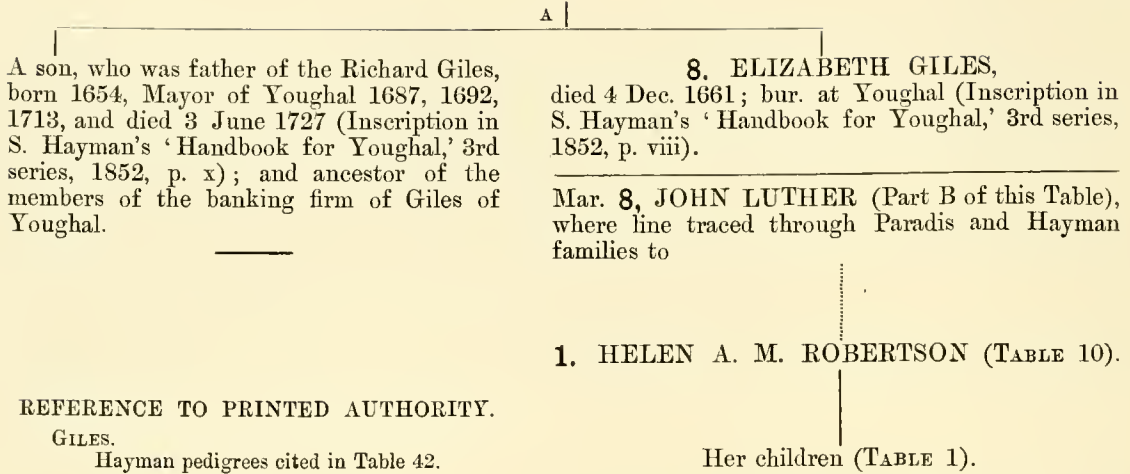 A
A son, who was father of the Richard Giles,
born 1654, Mayor of Youghal 1687, 1692,
1713, and died 3 June 1727 (Inscription in
S. Hayman's ‘Handbook for Youghal,’ 3rd
series, 1852, p. x); and ancestor of the
members of the banking firm of Giles of
Youghal.
8. ELIZABETH GILES,
died 4 Dec. 1661; bur. at Youghal (Inscription in
S. Hayman's ‘Handbook for Youghal,’ 3rd series,
1852, p. viii).
Mar. 8, JOHN LUTHER (Part B of this Table),
where line traced through Paradis and Hayman
families to
1. HELEN A. M. ROBERTSON (TABLE 10).
REFERENCE TO PRINTED AUTHORITY.
GILES.
Hayman pedigrees cited in Table 42.
Her children (TABLE 1).